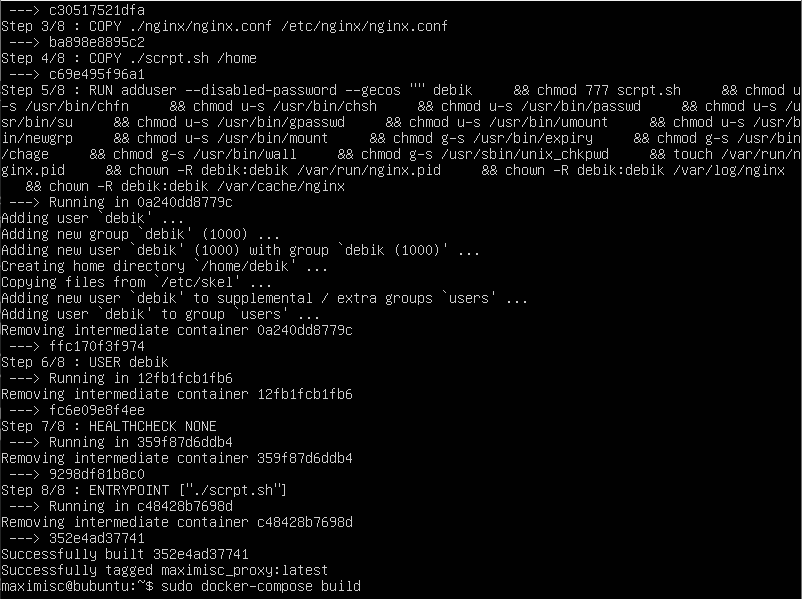 ---> c30517521dfa
Step 3/8 : COPY ./nginx/nginx.conf /etc/nginx/nginx.conf
 ---> ba898e8895c2
Step 4/8 : COPY ./scrpt.sh /home
 ---> c69e495f96a1
Step 5/8 : RUN adduser --disabled-password --gecos "" debik     && chmod 777 scrpt.sh     && chmod u
-s /usr/bin/chfn     && chmod u-s /usr/bin/chsh     && chmod u-s /usr/bin/passwd     && chmod u-s /u
sr/bin/su     && chmod u-s /usr/bin/gpasswd     && chmod u-s /usr/bin/umount     && chmod u-s /usr/b
in/newgrp     && chmod u-s /usr/bin/mount     && chmod g-s /usr/bin/expiry     && chmod g-s /usr/bin
/chage     && chmod g-s /usr/bin/wall     && chmod g-s /usr/sbin/unix_chkpwd     && touch /var/run/n
ginx.pid     && chown -R debik:debik /var/run/nginx.pid     && chown -R debik:debik /var/log/nginx
   && chown -R debik:debik /var/cache/nginx
 ---> Running in 0a240dd8779c
Adding user `debik' ...
Adding new group `debik' (1000) ...
Adding new user `debik' (1000) with group `debik (1000)' ...
Creating home directory `/home/debik' ...
Copying files from `/etc/skel' ...
Adding new user `debik' to supplemental / extra groups `users' ...
Adding user `debik' to group `users' ...
Removing intermediate container 0a240dd8779c
 ---> ffc170f3f974
Step 6/8 : USER debik
 ---> Running in 12fb1fcb1fb6
Removing intermediate container 12fb1fcb1fb6
 ---> fc6e09e8f4ee
Step 7/8 : HEALTHCHECK NONE
 ---> Running in 359f87d6ddb4
Removing intermediate container 359f87d6ddb4
 ---> 9298df81b8c0
Step 8/8 : ENTRYPOINT ["./scrpt.sh"]
 ---> Running in c48428b7698d
Removing intermediate container c48428b7698d
 ---> 352e4ad37741
Successfully built 352e4ad37741
Successfully tagged maximisc_proxy:latest
maximisc@bubuntu:~$ sudo docker-compose build